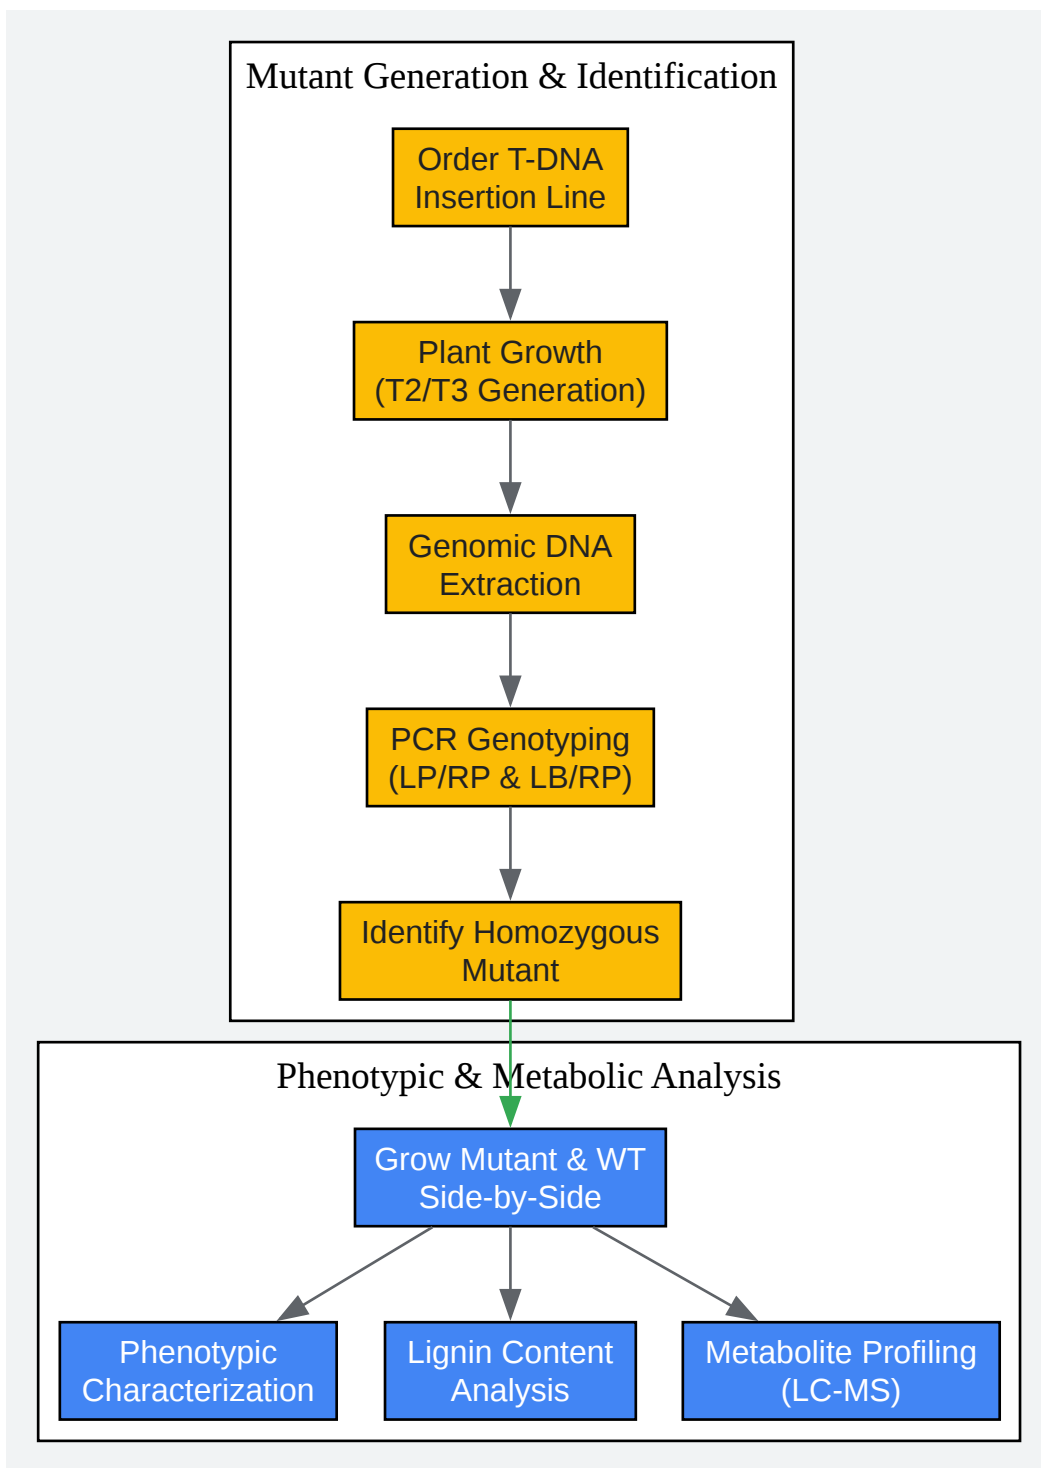 Mutant Generation & Identification
Order T-DNA
Insertion Line
Plant Growth
(T2/T3 Generation)
Genomic DNA
Extraction
PCR Genotyping
(LP/RP & LB/RP)
Identify Homozygous
Mutant
Phenotypic & Metabolic Analysis
Grow Mutant & WT
Side-by-Side
Phenotypic
Characterization
Lignin Content
Analysis
Metabolite Profiling
(LC-MS)